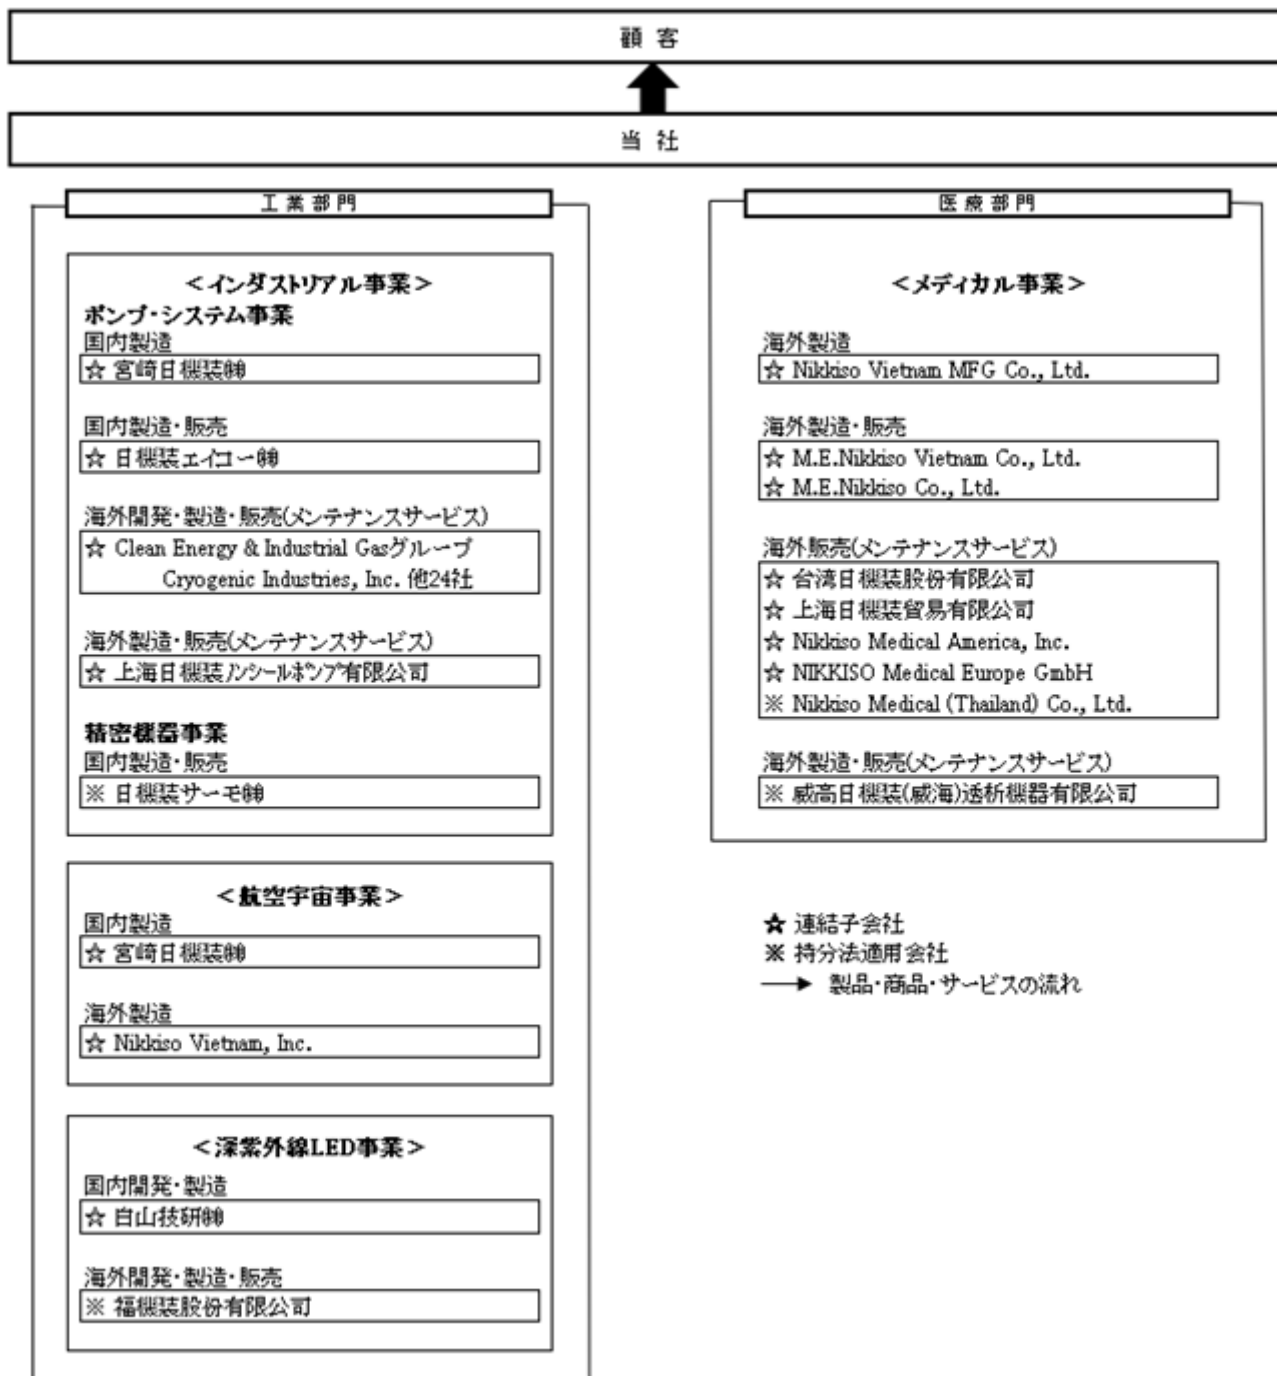 顧 客
当 社
工 業 部 門
＜インダストリアル事業＞
ポンプ・システム事業
国内製造
☆ 宮崎日機装㈱
国内製造・販売
☆ 日機装エイコー㈱
海外開発・製造・販売(メンテナンスサービス)
☆ Clean Energy & Industrial Gasグループ
Cryogenic Industries, Inc. 他24社
海外製造・販売(メンテナンスサービス)
☆ 上海日機装ﾉﾝｼｰﾙﾎﾟﾝﾌﾟ有限公司
精密機器事業
国内製造・販売
※ 日機装サーモ㈱
＜航空宇宙事業＞
国内製造
☆ 宮崎日機装㈱
海外製造
☆ Nikkiso Vietnam, Inc.
＜深紫外線LED事業＞
国内開発・製造
☆ 白山技研㈱
海外開発・製造・販売
※ 福機装股份有限公司
医 療 部 門
＜メディカル事業＞
海外製造
☆ Nikkiso Vietnam MFG Co., Ltd.
海外製造・販売
☆ M.E.Nikkiso Vietnam Co., Ltd.
☆ M.E.Nikkiso Co., Ltd.
海外販売(メンテナンスサービス)
☆ 台湾日機装股份有限公司
☆ 上海日機装貿易有限公司
☆ Nikkiso Medical America, Inc.
☆ NIKKISO Medical Europe GmbH
※ Nikkiso Medical (Thailand) Co., Ltd.
海外製造・販売(メンテナンスサービス)
※ 威高日機装(威海)透析機器有限公司
☆ 連結子会社
※ 持分法適用会社
→ 製品・商品・サービスの流れ